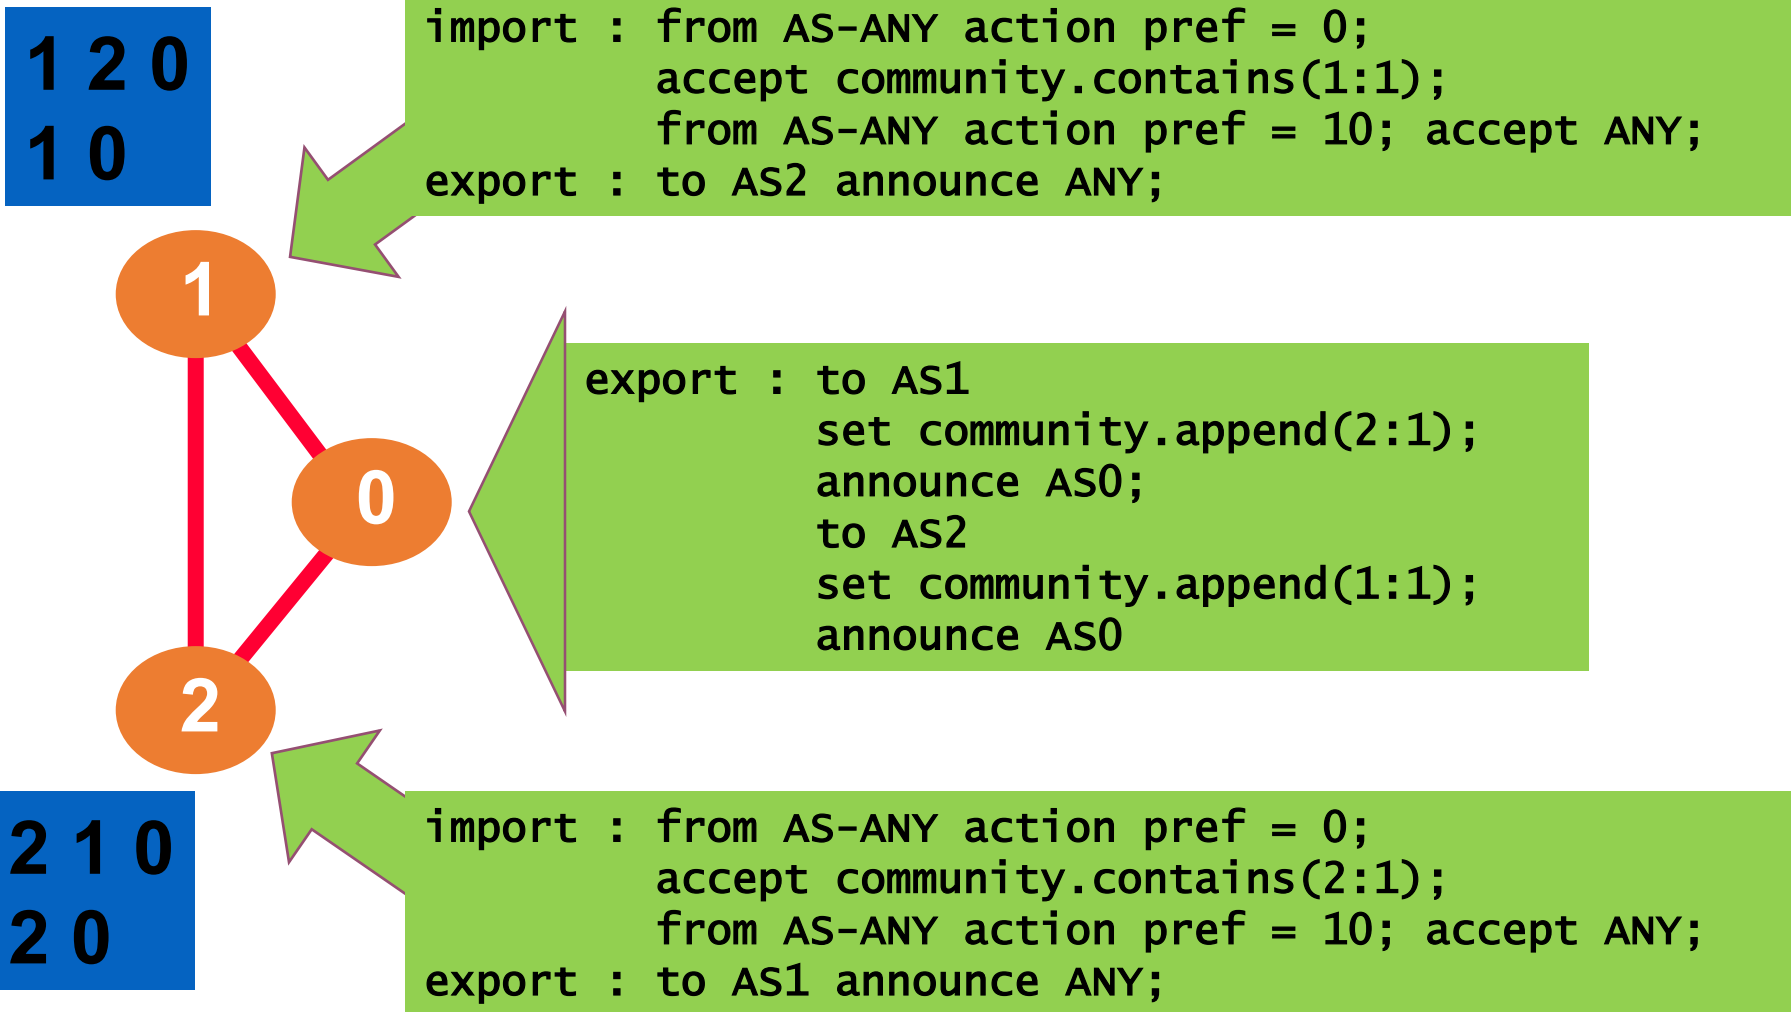 1 2 0
1 0
import : from AS-ANY action pref = 0;
accept community.contains(1:1);
from AS-ANY action pref = 10; accept ANY;
export : to AS2 announce ANY;
1
export : to AS1
set community.append(2:1);
announce AS0;
to AS2
set community.append(1:1);
announce AS0
0
2
2 1 0
2 0
import : from AS-ANY action pref = 0;
accept community.contains(2:1);
from AS-ANY action pref = 10; accept ANY;
export : to AS1 announce ANY;